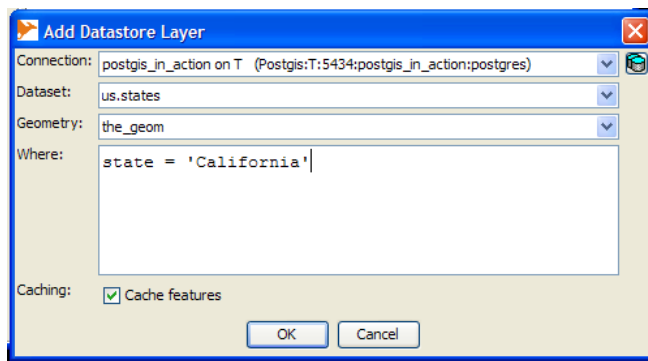 Add Datastore Layer
Connection: postgis_in_action on T (Postgis:T:5434:postgis_in_action:postgres)
Dataset: us.states
Geometry: the_geom
Where: state = 'California'
Caching: Cache features
OK Cancel